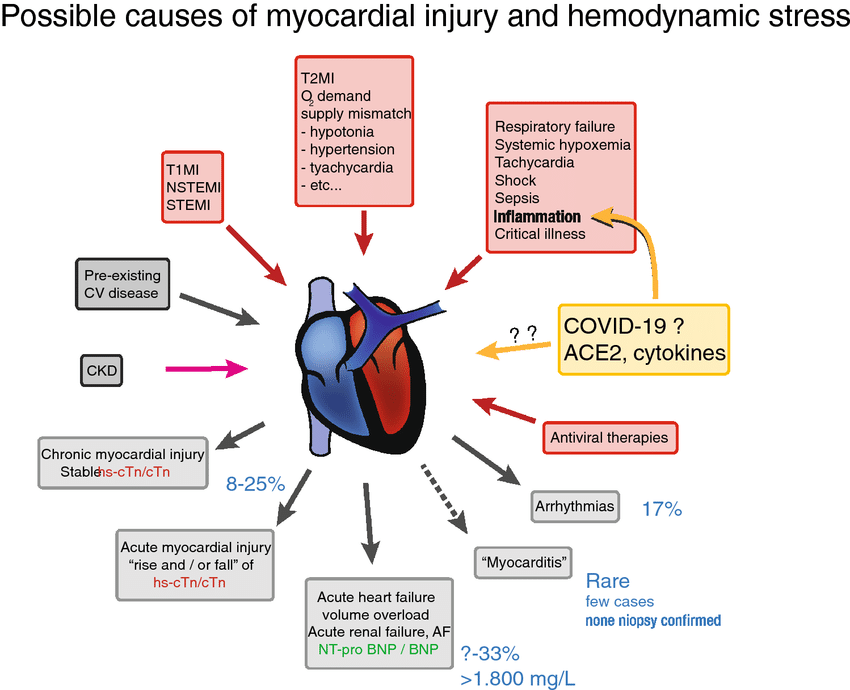 Possible causes of myocardial injury and hemodynamic stress
T2MI
O2 demand
supply mismatch
- hypotonia
- hypertension
- tyachycardia
- etc...
Respiratory failure
Systemic hypoxemia
Tachycardia
Shock
Sepsis
Inflammation
Critical illness
T1MI
NSTEMI
STEMI
Pre-existing
CV disease
COVID-19 ?
ACE2, cytokines
? ?
CKD
Antiviral therapies
Chronic myocardial injury
Stable hs-cTn/cTn
8-25%
Arrhythmias
17%
Acute myocardial injury
“rise and / or fall” of
hs-cTn/cTn
“Myocarditis”
Rare
few cases
none niopsy confirmed
Acute heart failure
volume overload
Acute renal failure, AF
NT-pro BNP / BNP
?-33%
>1.800 mg/L